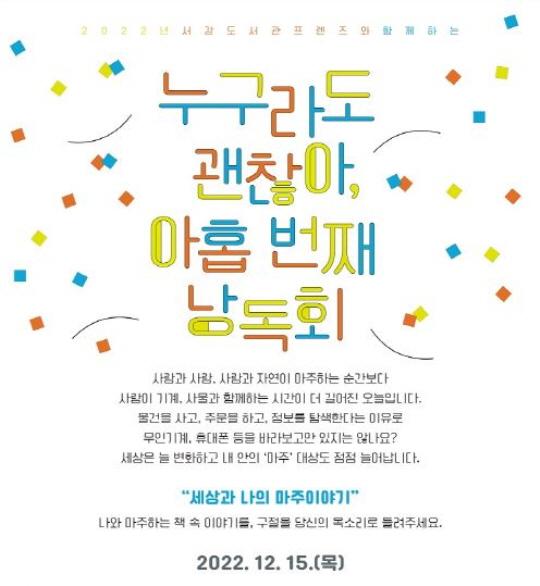 2022년 서강도서관프렌즈와 함께하는
누구라도
괜찮아,
아홉 번째
낭독회
사람과 사람, 사람과 자연이 마주하는 순간보다
사람이 기계, 사물과 함께하는 시간이 더 길어진 오늘입니다.
물건을 사고, 주문을 하고, 정보를 탐색한다는 이유로
무인기계, 휴대폰 등을 바라보고만 있지는 않나요?
세상은 늘 변화하고 내 안의 '마주' 대상도 점점 늘어납니다.
“세상과 나의 마주이야기”
나와 마주하는 책 속 이야기를, 구절을 당신의 목소리로 들려주세요.
2022. 12. 15.(목)